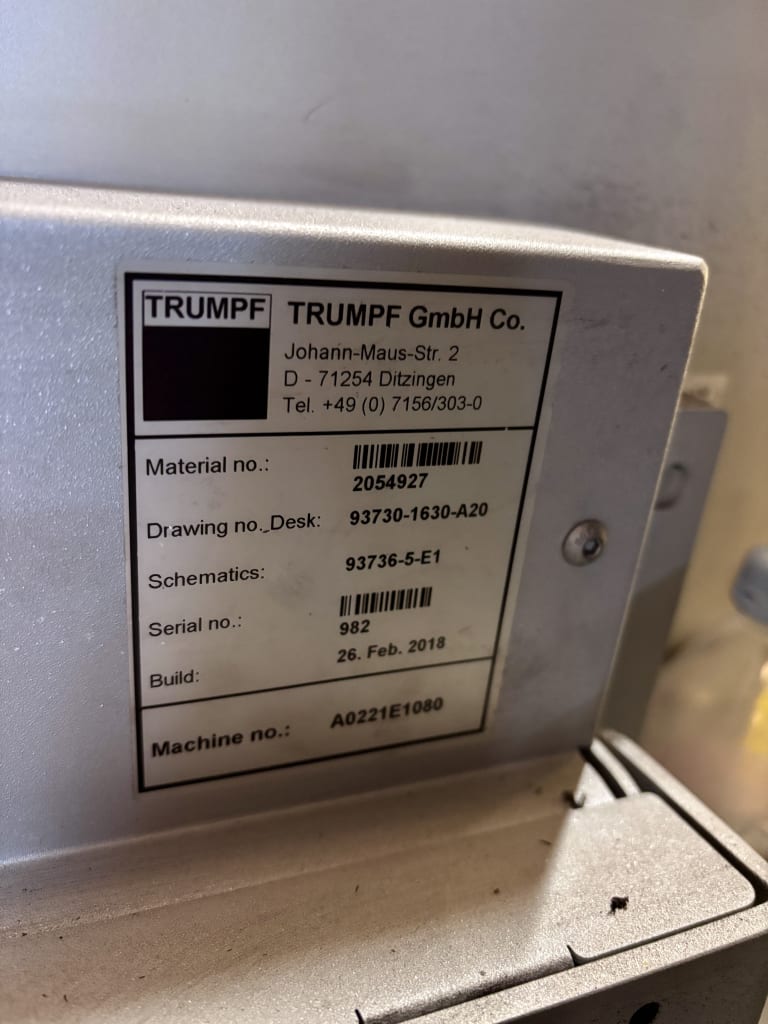 TRUMPF
TRUMPF GmbH Co.
Johann-Maus-Str. 2
D - 71254 Ditzingen
Tel. +49 (0) 7156/303-0
Material no.: 2054927
Drawing no._Desk: 93730-1630-A20
Schematics: 93736-5-E1
Serial no.: 982
Build: 26. Feb. 2018
Machine no.: A0221E1080